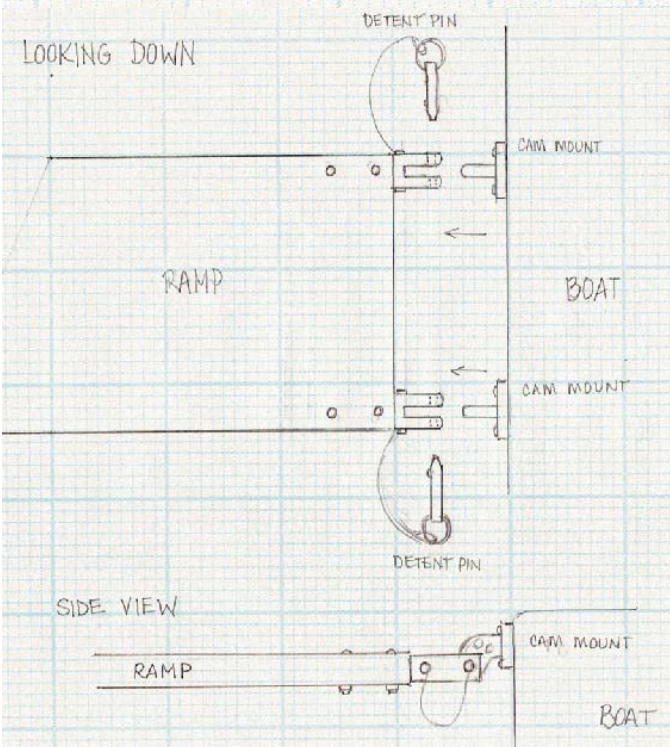 DETENT PIN
LOOKING DOWN
CAM MOUNT
RAMP
BOAT
CAM MOUNT
DETENT PIN
SIDE VIEW
CAM MOUNT
RAMP
BOAT